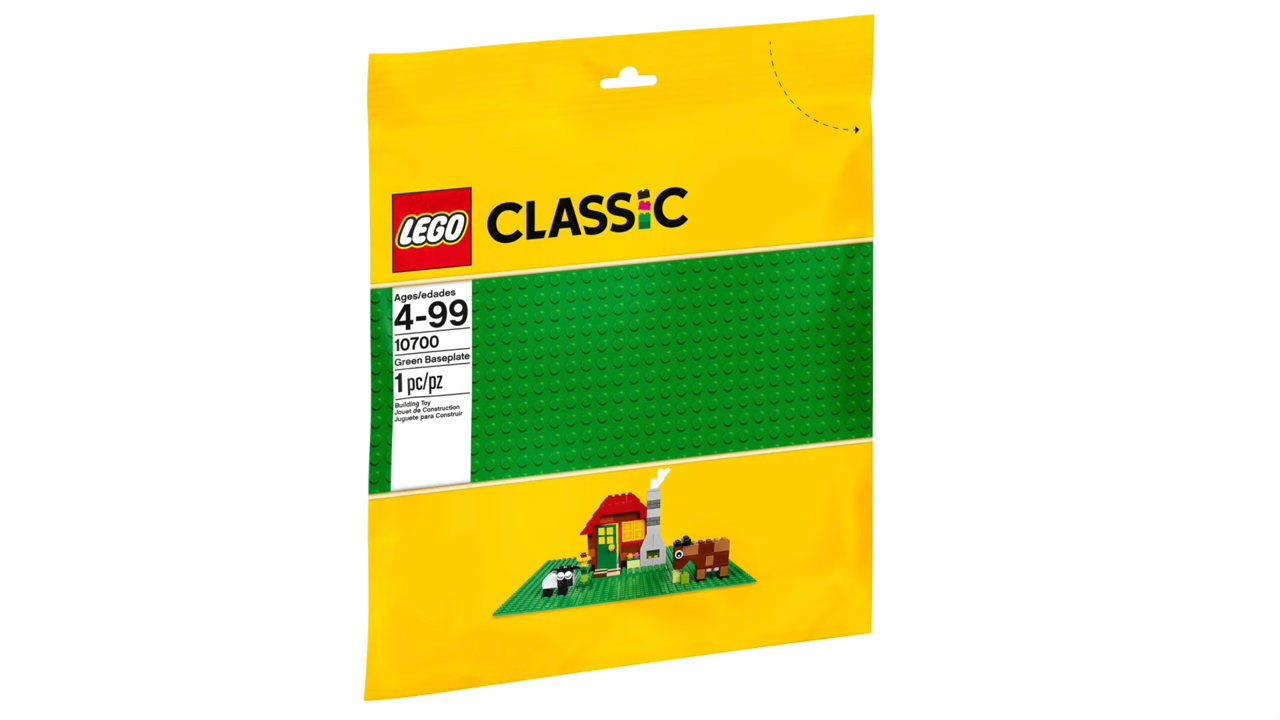 LEGO CLASSIC
Ages/edades
4-99
10700
Green Baseplate
1 pc/pz
Building Toy
Jouet de Construction
Juguete para Construir